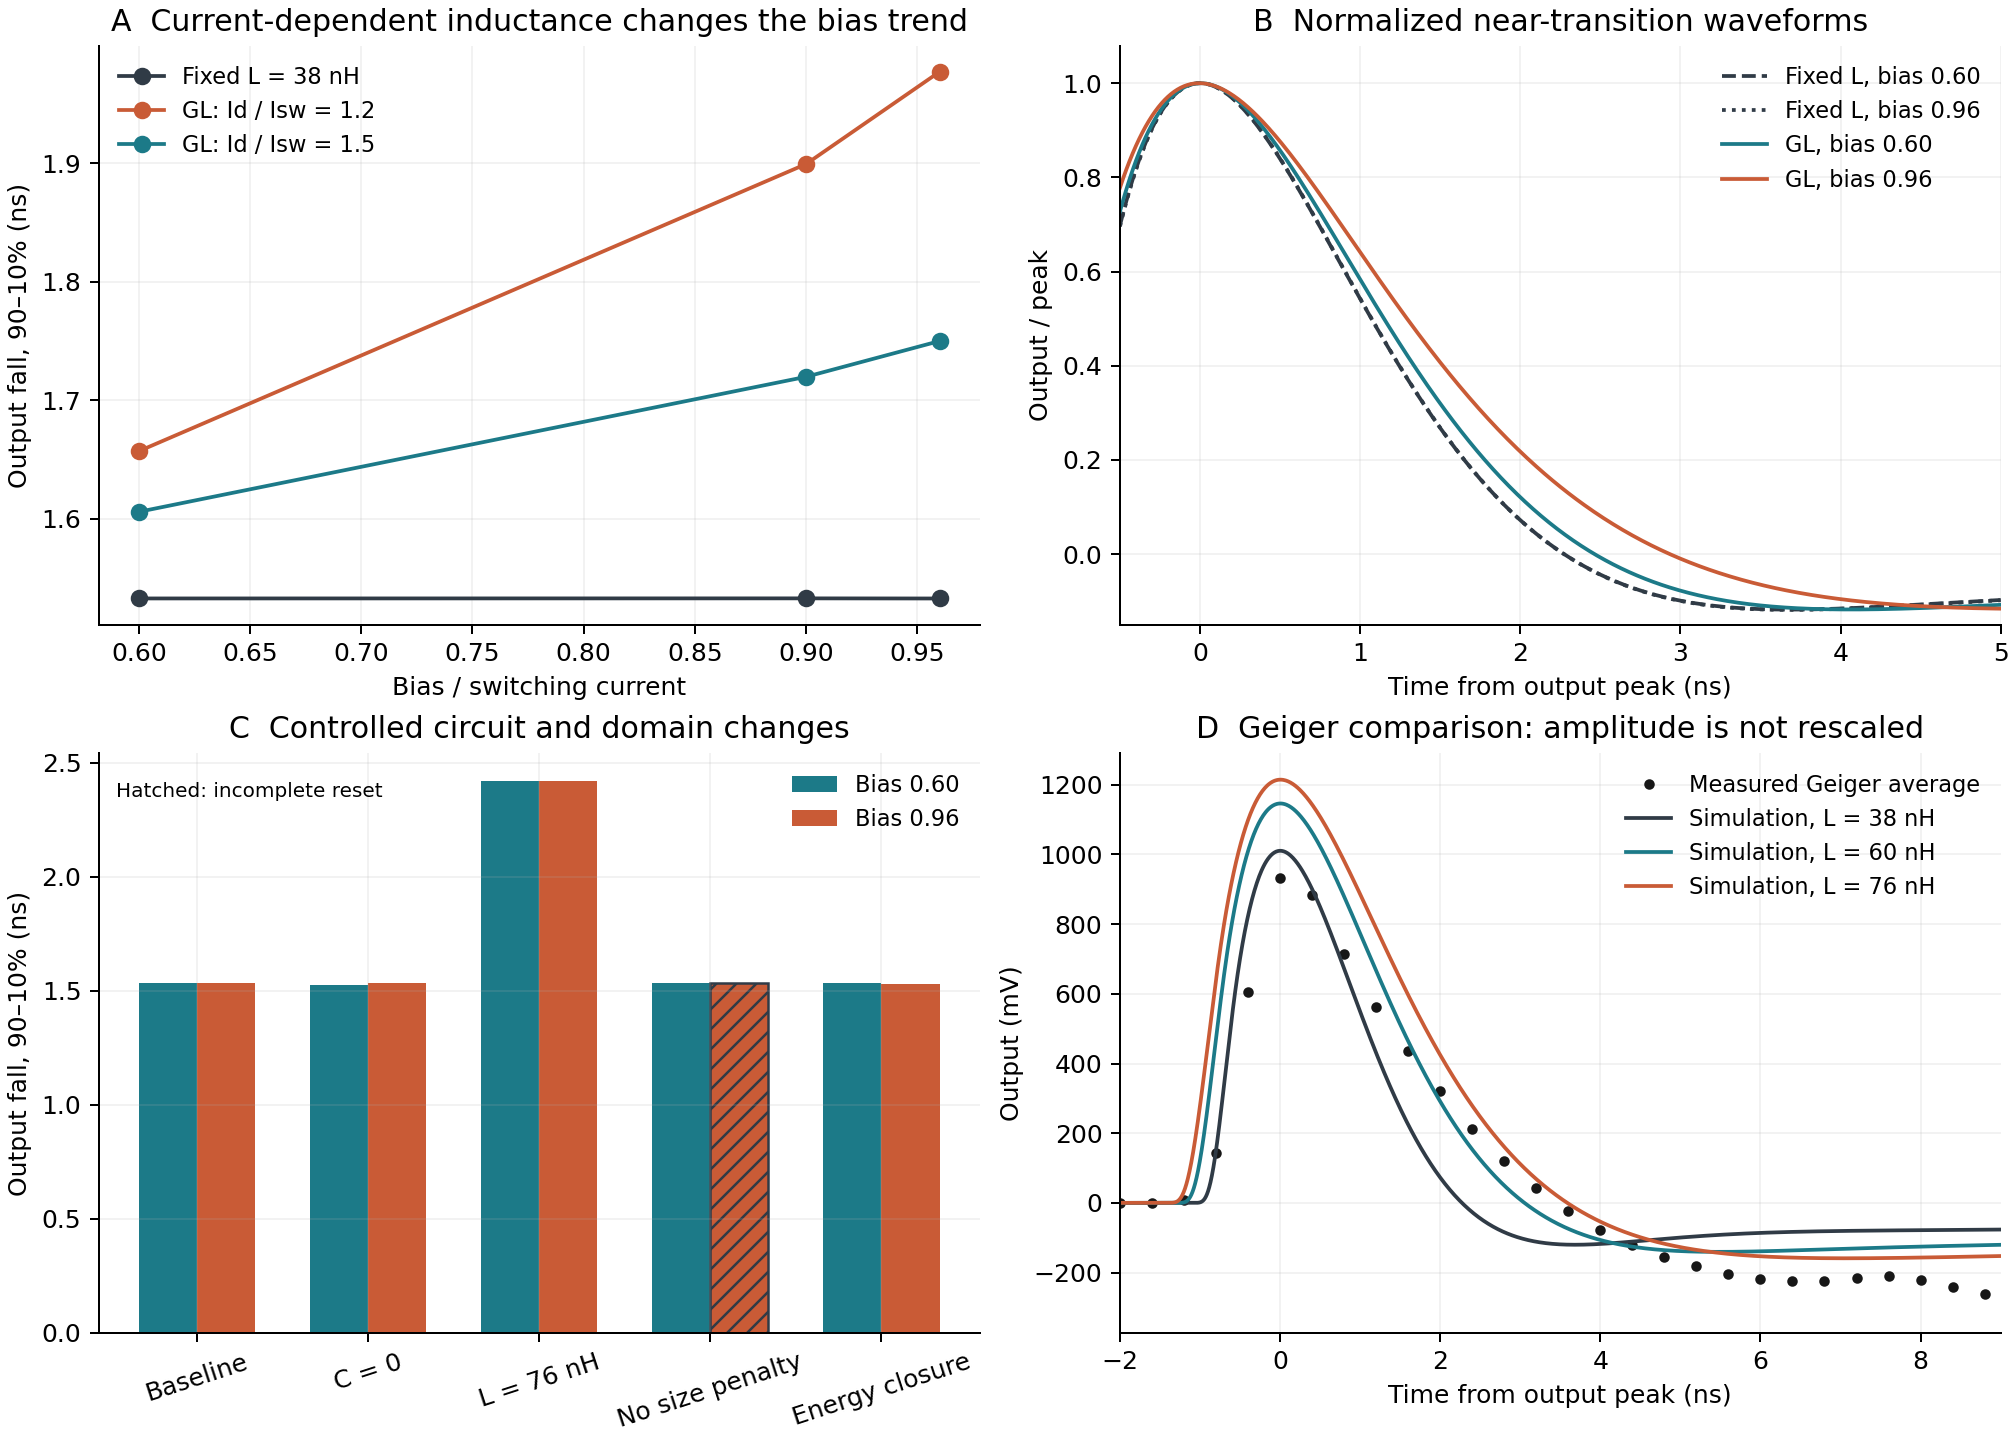 A  Current-dependent inductance changes the bias trend
Fixed L = 38 nH
GL: Id / Isw = 1.2
GL: Id / Isw = 1.5
Output fall, 90–10% (ns)
1.9
1.8
1.7
1.6
0.60 0.65 0.70 0.75 0.80 0.85 0.90 0.95
Bias / switching current
B  Normalized near-transition waveforms
Fixed L, bias 0.60
Fixed L, bias 0.96
GL, bias 0.60
GL, bias 0.96
Output / peak
1.0
0.8
0.6
0.4
0.2
0.0
0 1 2 3 4 5
Time from output peak (ns)
C  Controlled circuit and domain changes
Hatched: incomplete reset
Bias 0.60
Bias 0.96
Output fall, 90–10% (ns)
2.5
2.0
1.5
1.0
0.5
0.0
Baseline
C = 0
L = 76 nH
No size penalty
Energy closure
D  Geiger comparison: amplitude is not rescaled
Measured Geiger average
Simulation, L = 38 nH
Simulation, L = 60 nH
Simulation, L = 76 nH
Output (mV)
1200
1000
800
600
400
200
0
−200
−2 0 2 4 6 8
Time from output peak (ns)